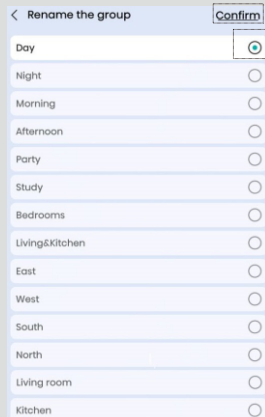 Rename the group Confirm
Day
Night
Morning
Afternoon
Party
Study
Bedrooms
Living&Kitchen
East
West
South
North
Living room
Kitchen